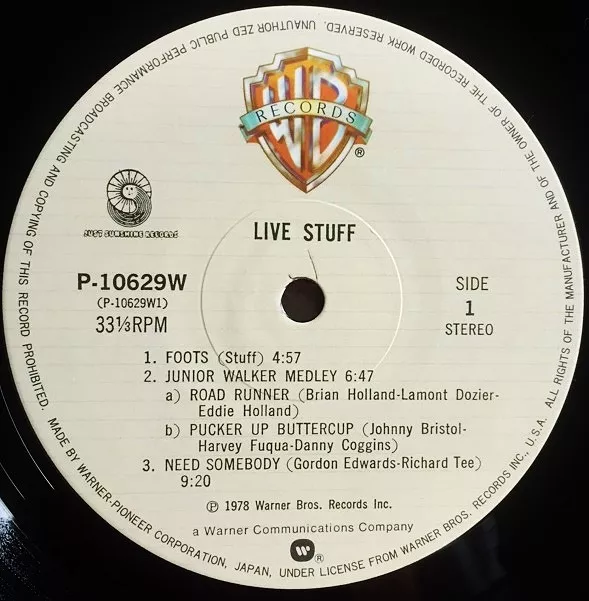 UNAUTHORIZED PUBLIC PERFORMANCE BROADCASTING AND COPYING OF THIS RECORD PROHIBITED. MADE BY WARNER-PIONEER CORPORATION, JAPAN, UNDER LICENSE FROM WARNER BROS. RECORDS INC., U.S.A. ALL RIGHTS OF THE MANUFACTURER AND OF THE OWNER OF THE RECORDED WORK RESERVED.
WB
RECORDS
®
JUST SUNSHINE RECORDS
LIVE STUFF
P-10629W
(P-10629W1)
33⅓RPM
SIDE
1
STEREO
1. FOOTS (Stuff) 4:57
2. JUNIOR WALKER MEDLEY 6:47
a) ROAD RUNNER (Brian Holland-Lamont Dozier-
Eddie Holland)
b) PUCKER UP BUTTERCUP (Johnny Bristol-
Harvey Fuqua-Danny Coggins)
3. NEED SOMEBODY (Gordon Edwards-Richard Tee)
9:20
Ⓟ 1978 Warner Bros. Records Inc.
a Warner Communications Company
®